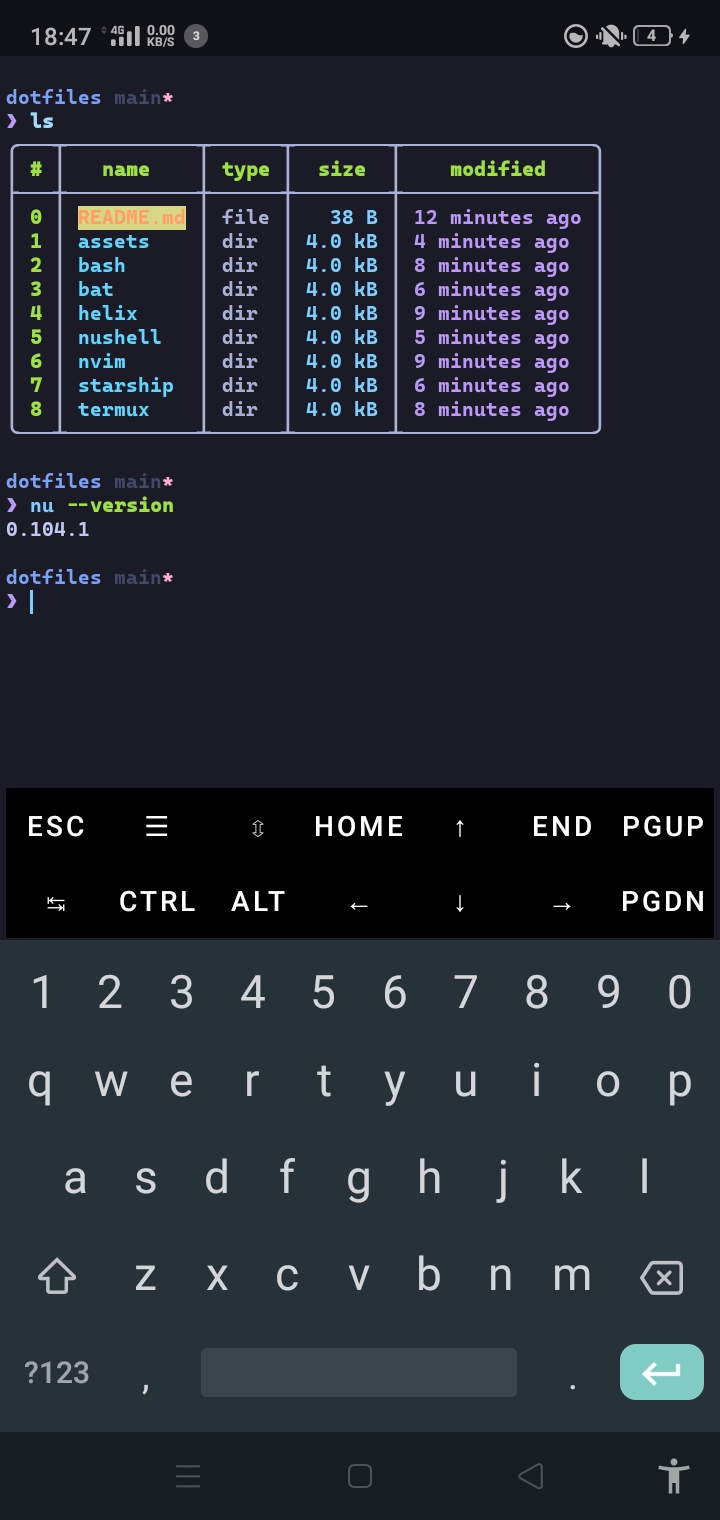 18:47 4G 0.00 KB/S 3 4
dotfiles main*
❯ ls
# name type size modified
0 README.md file 38 B 12 minutes ago
1 assets dir 4.0 kB 4 minutes ago
2 bash dir 4.0 kB 8 minutes ago
3 bat dir 4.0 kB 6 minutes ago
4 helix dir 4.0 kB 9 minutes ago
5 nushell dir 4.0 kB 5 minutes ago
6 nvim dir 4.0 kB 9 minutes ago
7 starship dir 4.0 kB 6 minutes ago
8 termux dir 4.0 kB 8 minutes ago
dotfiles main*
❯ nu --version
0.104.1
dotfiles main*
❯
ESC ☰ ⇳ HOME ↑ END PGUP
↹ CTRL ALT ← ↓ → PGDN
1 2 3 4 5 6 7 8 9 0
q w e r t y u i o p
a s d f g h j k l
z x c v b n m
?123 , .